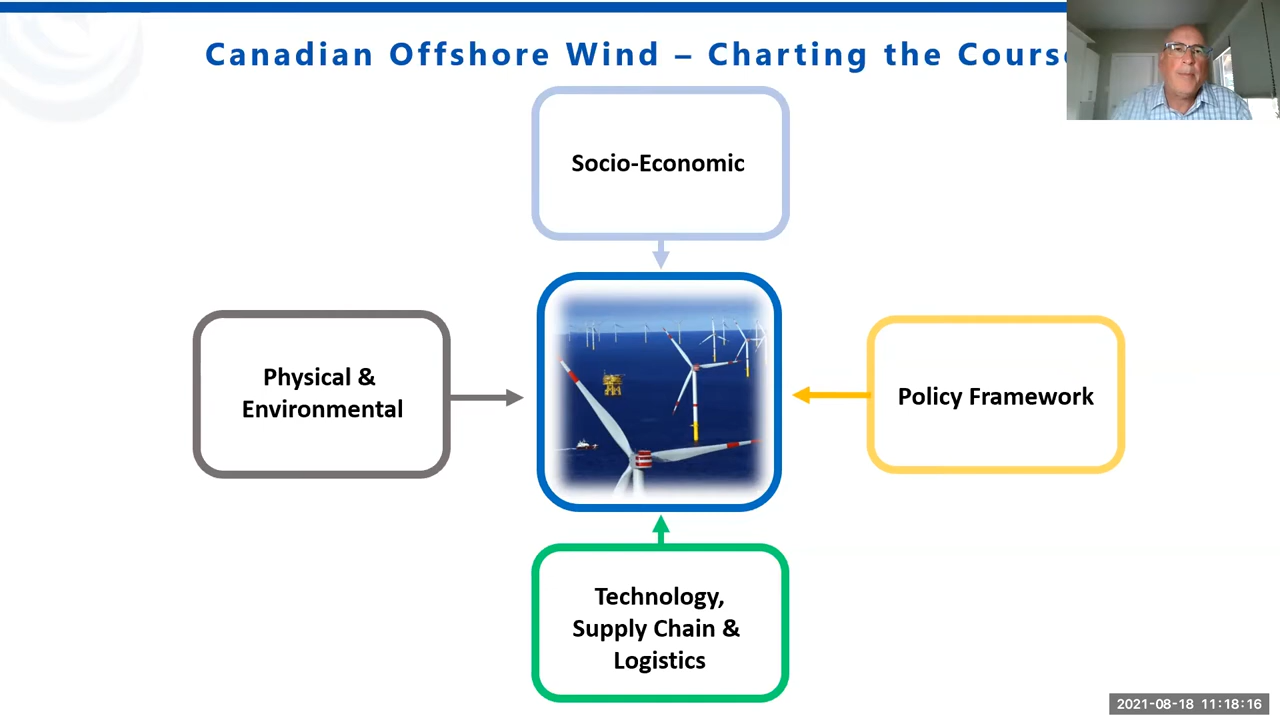 Canadian Offshore Wind – Charting the Cours
Socio-Economic
Physical &
Environmental
Policy Framework
Technology,
Supply Chain &
Logistics
2021-08-18 11:18:16